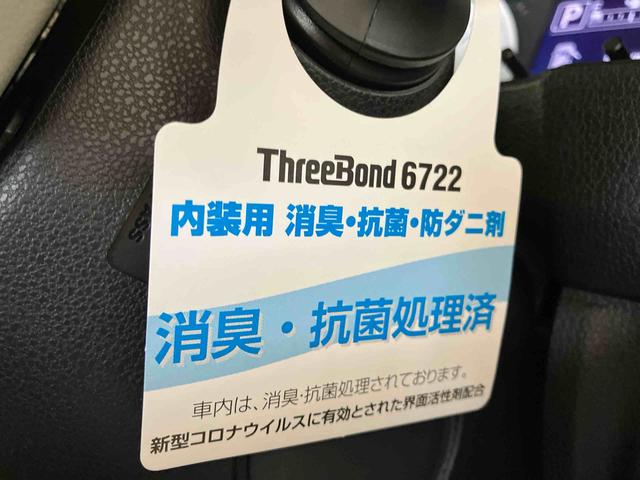 ThreeBond 6722
内装用 消臭・抗菌・防ダニ剤
消臭・抗菌処理済
車内は、消臭・抗菌処理されております。
新型コロナウイルスに有効とされた界面活性剤配合
P